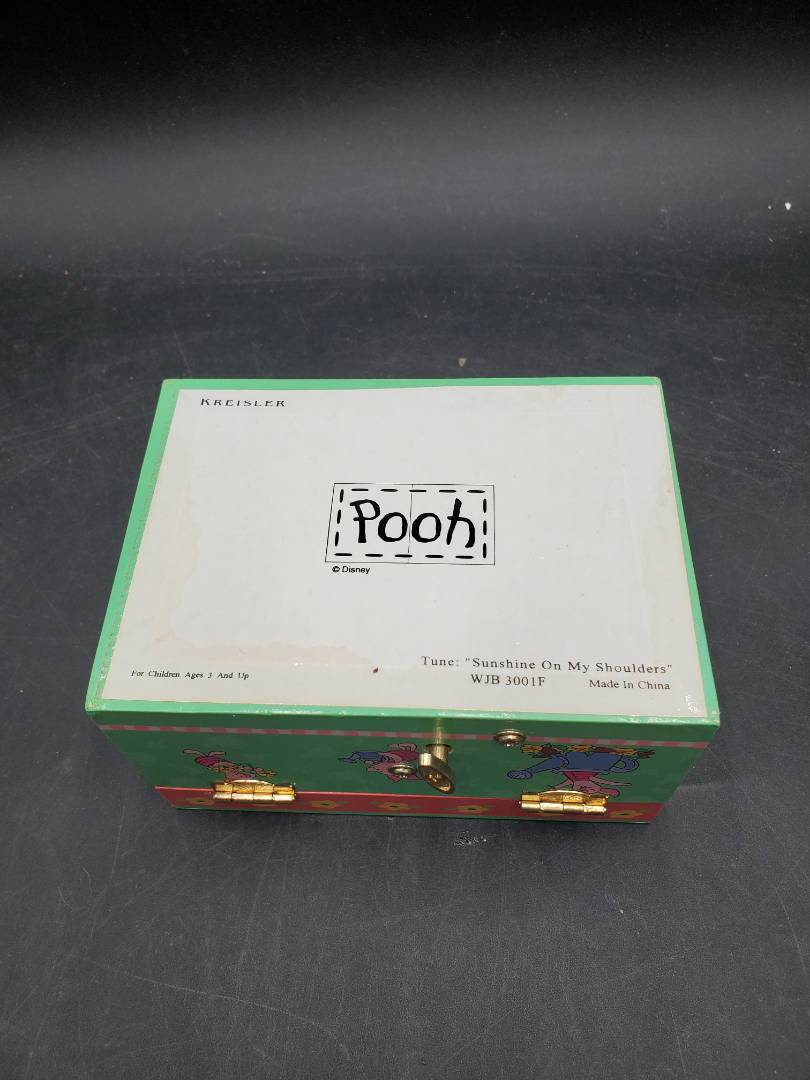 KREISLER
Pooh
© Disney
Tune: "Sunshine On My Shoulders"
For Children Ages 3 And Up
WJB 3001F Made In China